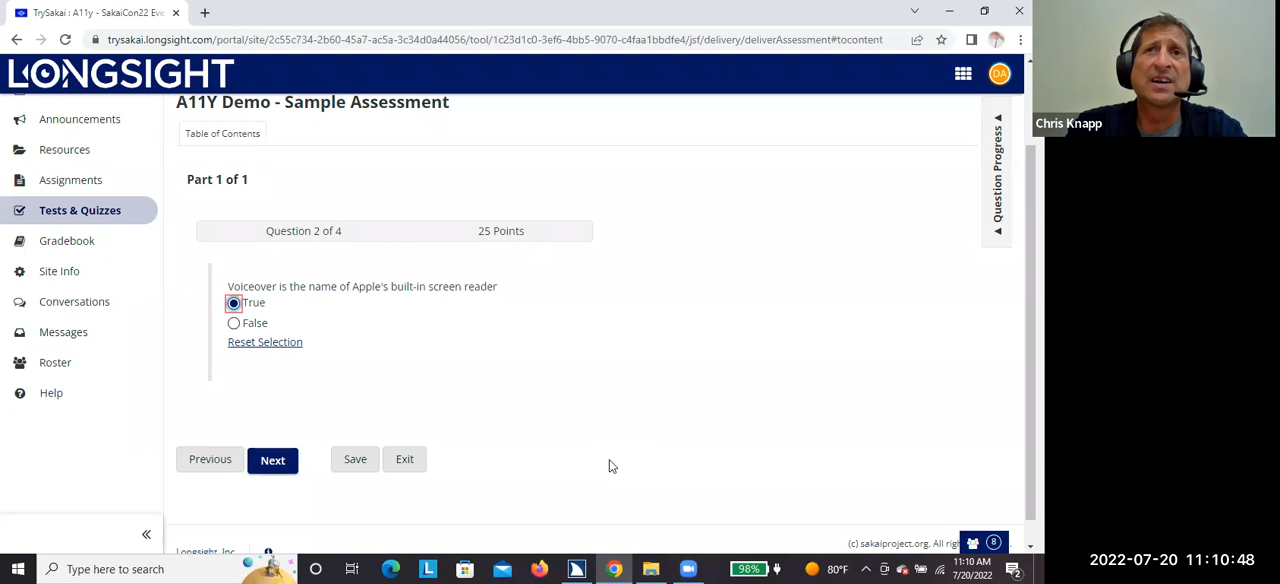 TrySakai : A11y - SakaiCon22 Eve
trysakai.longsight.com/portal/site/2c55c734-2b60-45a7-ac5a-3c34d0a44056/tool/1c23d1c0-3ef6-4bb5-9070-c4faa1bbdfe4/jsf/delivery/deliverAssessment#tocontent
LONGSIGHT
DA
Chris Knapp
Announcements
Resources
Assignments
Tests & Quizzes
Gradebook
Site Info
Conversations
Messages
Roster
Help
A11Y Demo - Sample Assessment
Table of Contents
Question Progress
Part 1 of 1
Question 2 of 4
25 Points
Voiceover is the name of Apple's built-in screen reader
True
False
Reset Selection
Previous
Next
Save
Exit
Longsight, Inc.
(c) sakaiproject.org. All rig
8
Type here to search
L
98%
80°F
11:10 AM
7/20/2022
2
2022-07-20 11:10:48